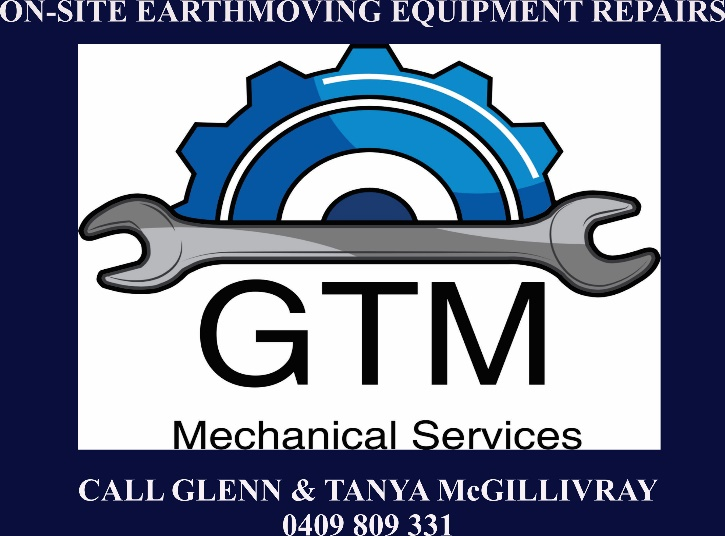 ON-SITE EARTHMOVING EQUIPMENT REPAIRS
GTM
Mechanical Services
CALL GLENN & TANYA McGILLIVRAY
0409 809 331